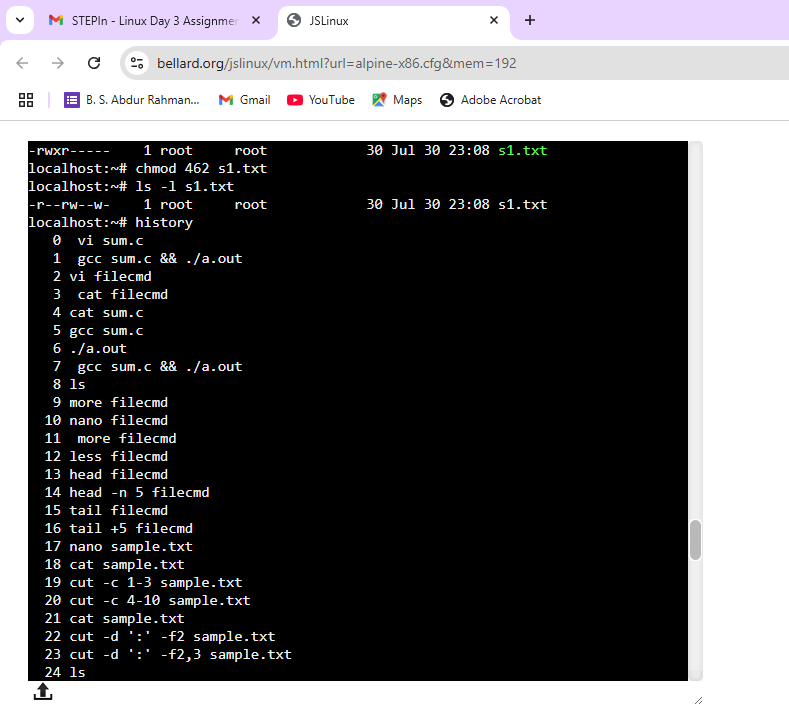 STEPIn - Linux Day 3 Assignmen
JSLinux
bellard.org/jslinux/vm.html?url=alpine-x86.cfg&mem=192
B. S. Abdur Rahman...
Gmail
YouTube
Maps
Adobe Acrobat
-rwxr-----    1 root     root            30 Jul 30 23:08 s1.txt
localhost:~# chmod 462 s1.txt
localhost:~# ls -l s1.txt
-r--rw--w-    1 root     root            30 Jul 30 23:08 s1.txt
localhost:~# history
   0  vi sum.c
   1  gcc sum.c && ./a.out
   2 vi filecmd
   3  cat filecmd
   4 cat sum.c
   5 gcc sum.c
   6 ./a.out
   7  gcc sum.c && ./a.out
   8 ls
   9 more filecmd
  10 nano filecmd
  11  more filecmd
  12 less filecmd
  13 head filecmd
  14 head -n 5 filecmd
  15 tail filecmd
  16 tail +5 filecmd
  17 nano sample.txt
  18 cat sample.txt
  19 cut -c 1-3 sample.txt
  20 cut -c 4-10 sample.txt
  21 cat sample.txt
  22 cut -d ':' -f2 sample.txt
  23 cut -d ':' -f2,3 sample.txt
  24 ls